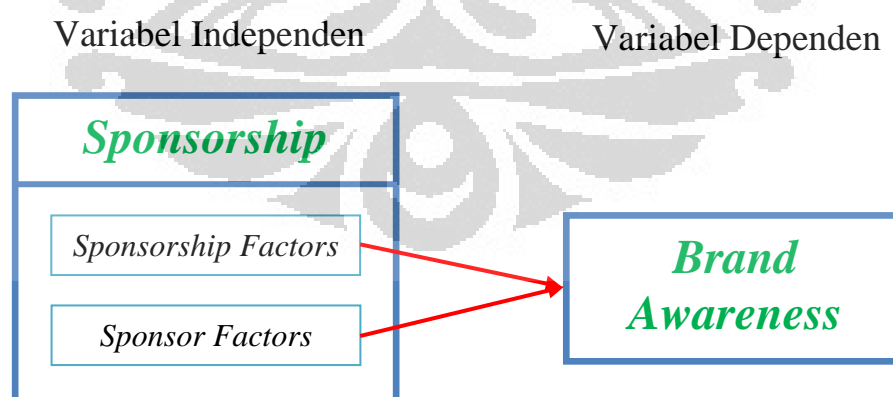 Variabel Independen
Variabel Dependen
Sponsorship
Sponsorship Factors
Sponsor Factors
Brand
Awareness